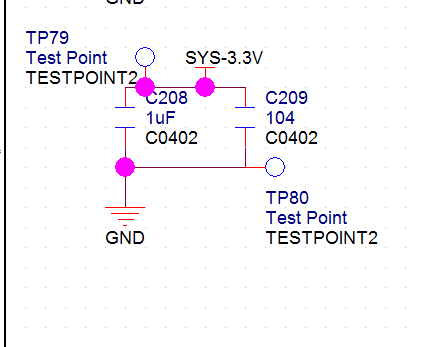 GND
TP79
Test Point
TESTPOINT2
SYS-3.3V
C208
1uF
C0402
C209
104
C0402
TP80
Test Point
TESTPOINT2
GND